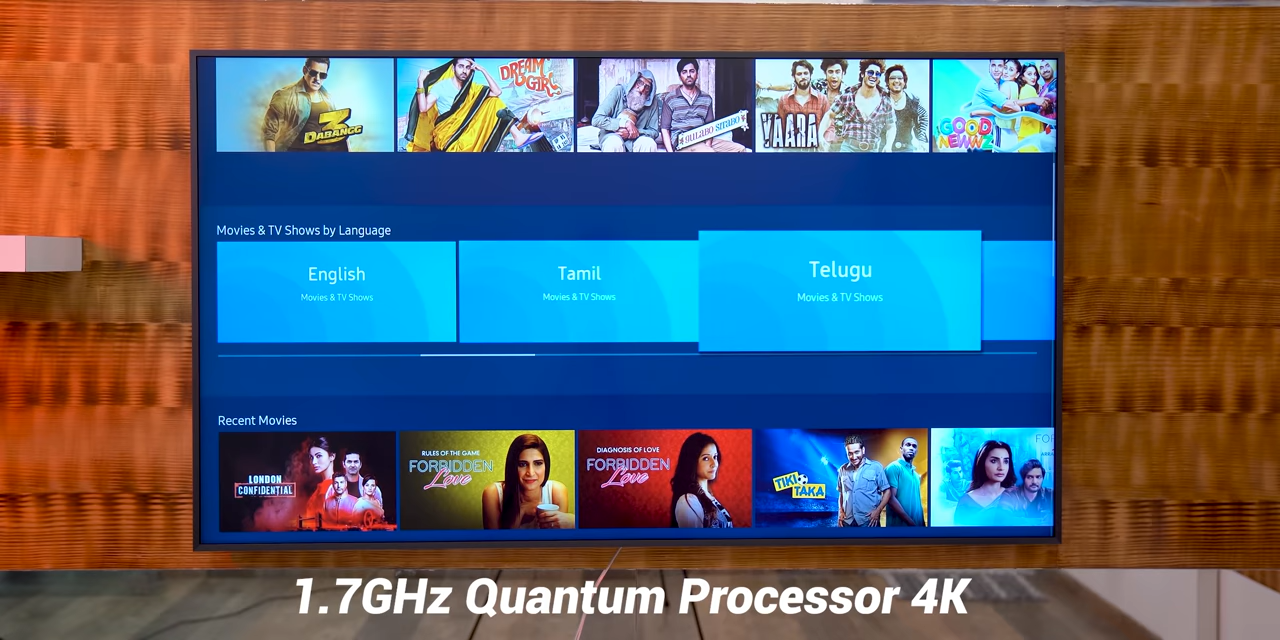 3
DABANGG
DREAM
GIRL
GULABO SITABO
YAARA
GOOD
NEWWZ
Movies & TV Shows by Language
English
Movies & TV Shows
Tamil
Movies & TV Shows
Telugu
Movies & TV Shows
Recent Movies
LONDON
CONFIDENTIAL
RULES OF THE GAME
FORBIDDEN
Love
DIAGNOSIS OF LOVE
FORBIDDEN
Love
TIKI
TAKA
1.7GHz Quantum Processor 4K